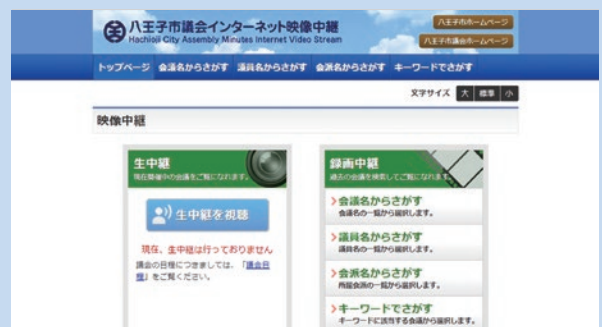 八王子市議会インターネット映像中継
Hachioji City Assembly Minutes Internet Video Stream
八王子市ホームページ
八王子市議会ホームページ
トップページ 会議名からさがす 議員名からさがす 会派名からさがす キーワードでさがす
文字サイズ 大 標準 小
映像中継
生中継
現在開催中の会議をご覧になれます。
生中継を視聴
現在、生中継は行っておりません
議会の日程につきましては、「議会日
程」をご覧ください。
録画中継
過去の会議を検索してご覧になれます。
会議名からさがす
会議名の一覧から選択します。
議員名からさがす
議員名の一覧から選択します。
会派名からさがす
所属会派の一覧から選択します。
キーワードでさがす
キーワードに該当する会議から選択します。